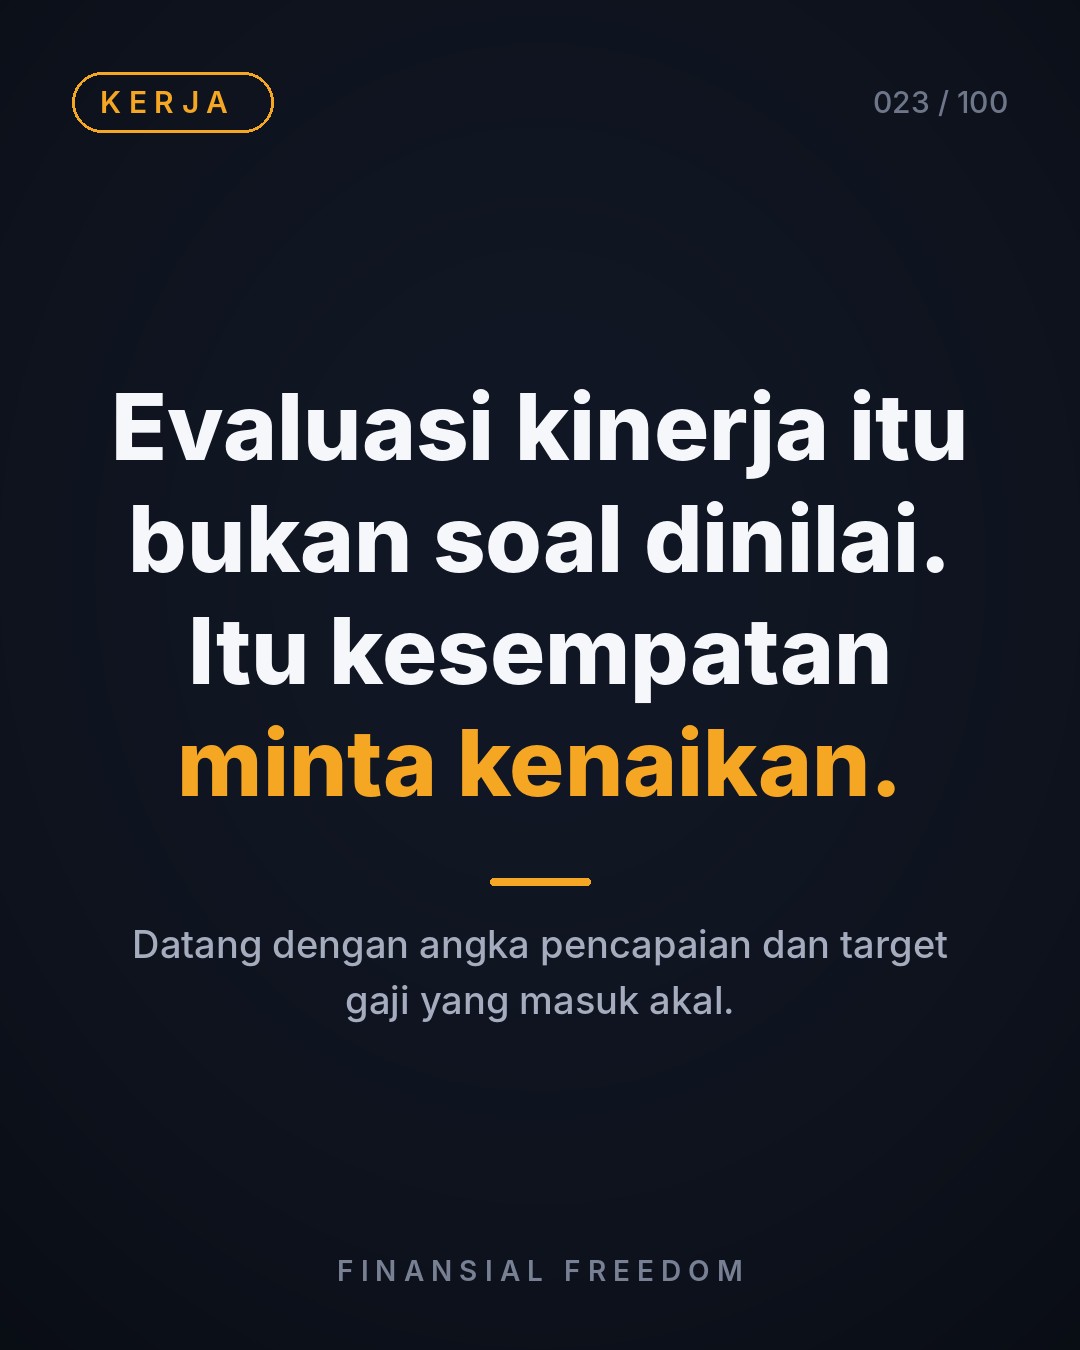 KERJA
023 / 100
Evaluasi kinerja itu
bukan soal dinilai.
Itu kesempatan
minta kenaikan.
Datang dengan angka pencapaian dan target
gaji yang masuk akal.
FINANSIAL FREEDOM